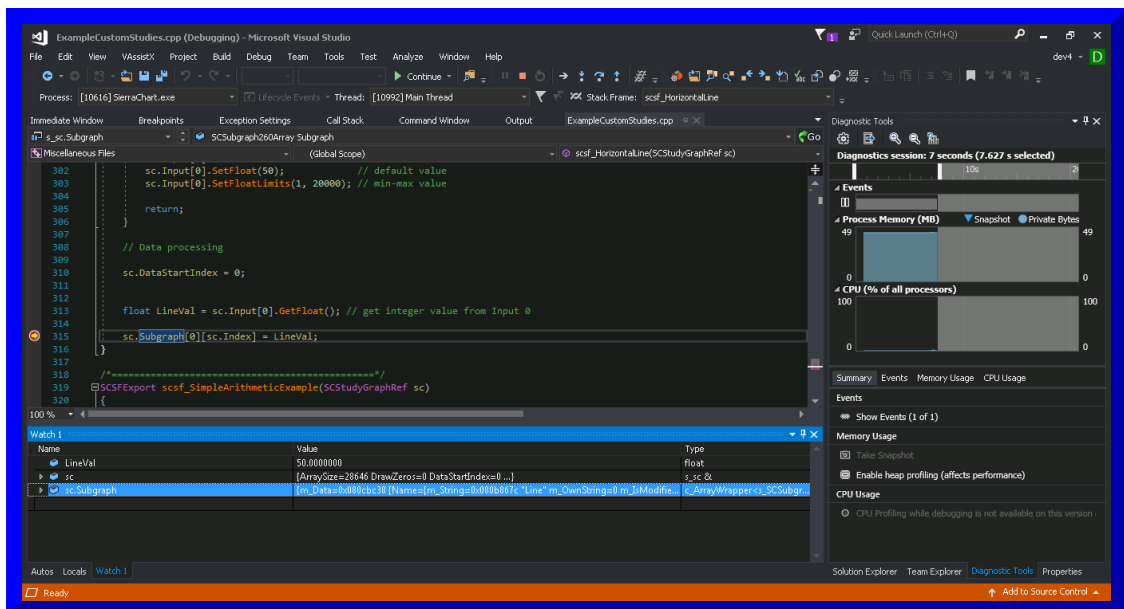 ExampleCustomStudies.cpp (Debugging) - Microsoft Visual Studio
1
Quick Launch (Ctrl+Q)
File Edit View VAssistX Project Build Debug Team Tools Test Analyze Window Help
dev4
D
Continue
Process: [10616] SierraChart.exe Lifecycle Events Thread: [10992] Main Thread Stack Frame: scsf_HorizontalLine
Immediate Window Breakpoints Exception Settings Call Stack Command Window Output ExampleCustomStudies.cpp
s_sc.Subgraph SCSubgraph260Array Subgraph Go
Miscellaneous Files (Global Scope) scsf_HorizontalLine(SCStudyGraphRef sc)
302 sc.Input[0].SetFloat(50); // default value
303 sc.Input[0].SetFloatLimits(1, 20000); // min-max value
304
305 return;
306 }
307
308 // Data processing
309
310 sc.DataStartIndex = 0;
311
312
313 float LineVal = sc.Input[0].GetFloat(); // get integer value from Input 0
314
315 sc.Subgraph[0][sc.Index] = LineVal;
316 }
317
318 /*==================================================*/
319 SCSFExport scsf_SimpleArithmeticExample(SCStudyGraphRef sc)
320 {
100 %
Watch 1
Name Value Type
LineVal 50.0000000 float
sc {ArraySize=28646 DrawZeros=0 DataStartIndex=0 ...} s_sc &
sc.Subgraph {m_Data=0x080cbc38 {Name={m_String=0x080b867c "Line" m_OwnString=0 m_IsModifie... c_ArrayWrapper<s_SCSubgr...
Autos Locals Watch 1
Ready
Diagnostic Tools
Diagnostics session: 7 seconds (7.627 s selected)
10s 2
Events
Process Memory (MB) Snapshot Private Bytes
49 49
0 0
CPU (% of all processors)
100 100
0 0
Summary Events Memory Usage CPU Usage
Events
Show Events (1 of 1)
Memory Usage
Take Snapshot
Enable heap profiling (affects performance)
CPU Usage
CPU Profiling while debugging is not available on this version
Solution Explorer Team Explorer Diagnostic Tools Properties
Add to Source Control